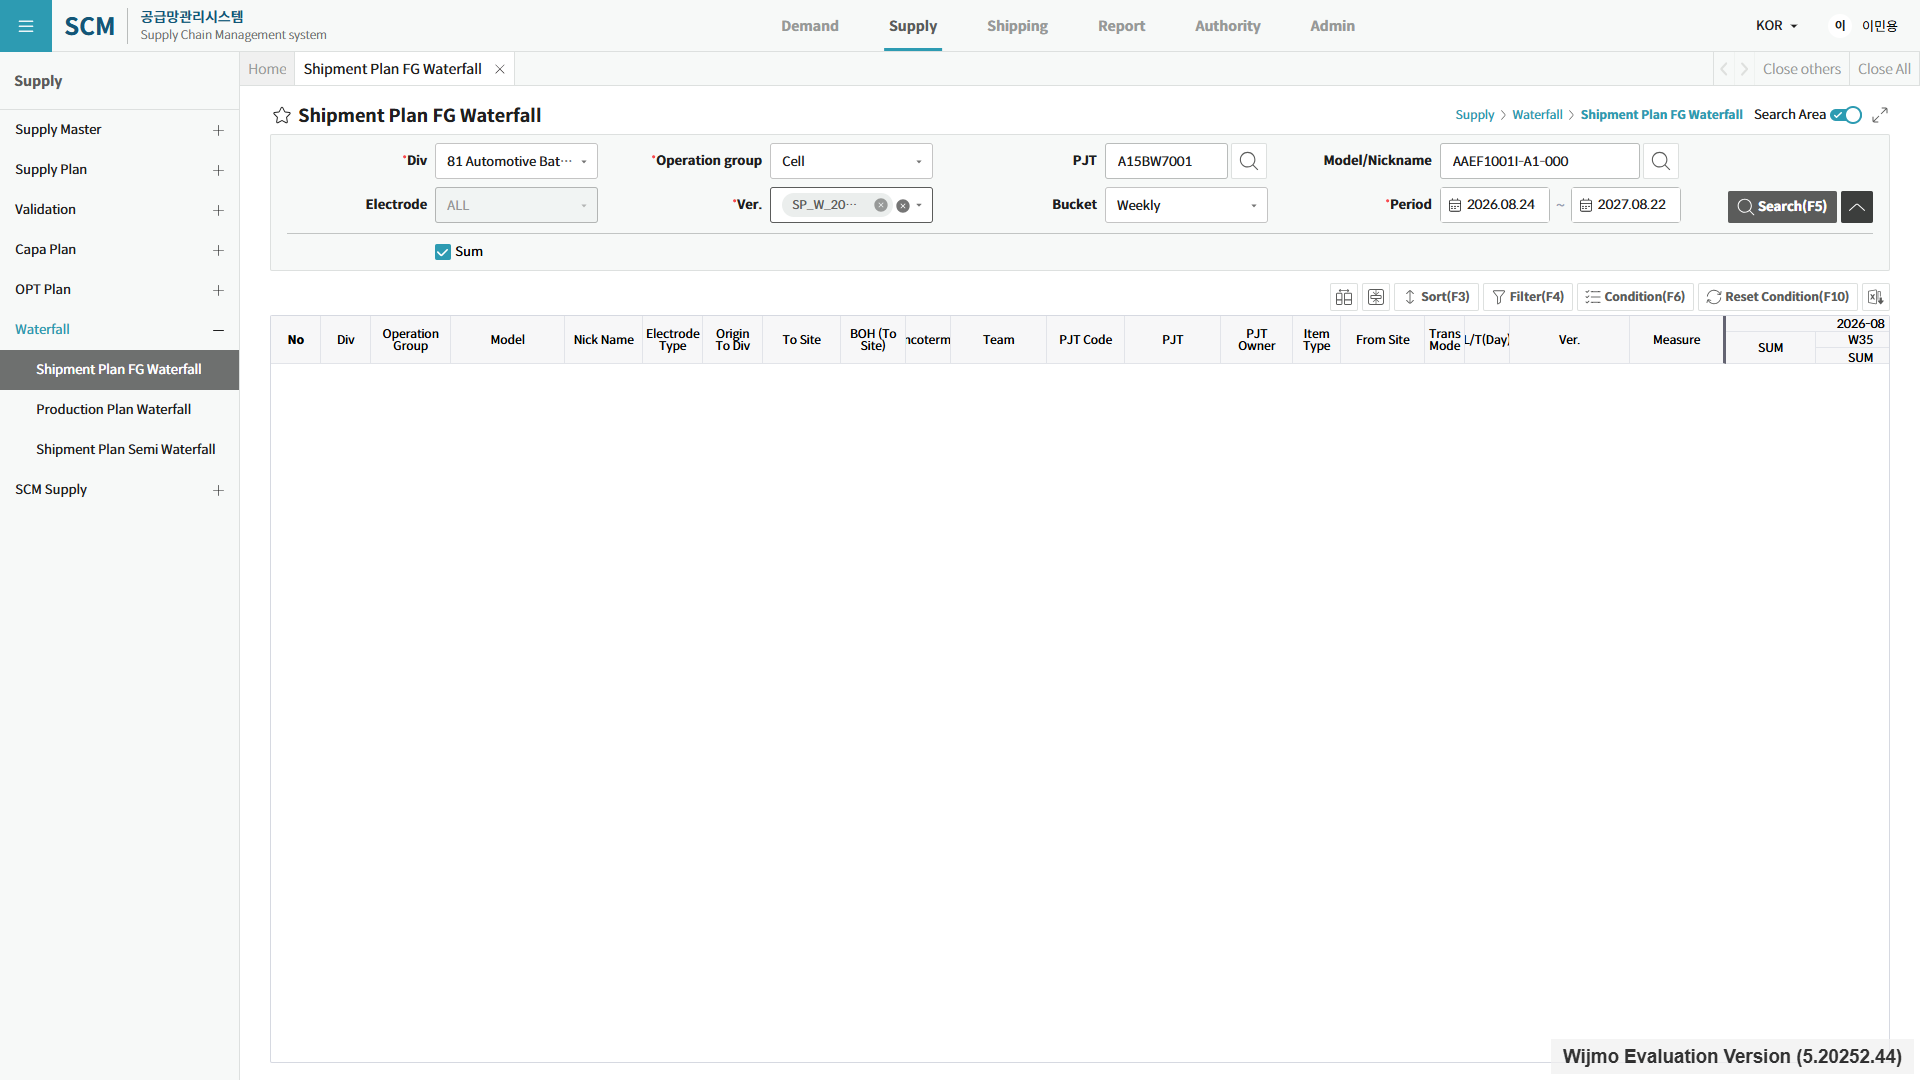 SCM
공급망관리시스템
Supply Chain Management system
Demand
Supply
Shipping
Report
Authority
Admin
KOR
이
이민용
Supply
Home
Shipment Plan FG Waterfall
Close others
Close All
Supply Master
Supply Plan
Validation
Capa Plan
OPT Plan
Waterfall
Shipment Plan FG Waterfall
Production Plan Waterfall
Shipment Plan Semi Waterfall
SCM Supply
Shipment Plan FG Waterfall
Supply > Waterfall > Shipment Plan FG Waterfall
Search Area
*Div
81 Automotive Bat···
*Operation group
Cell
PJT
A15BW7001
Model/Nickname
AAEF1001I-A1-000
Electrode
ALL
*Ver.
SP_W_20···
Bucket
Weekly
*Period
2026.08.24 ~ 2027.08.22
Search(F5)
Sum
Sort(F3)
Filter(F4)
Condition(F6)
Reset Condition(F10)
No
Div
Operation
Group
Model
Nick Name
Electrode
Type
Origin
To Div
To Site
BOH (To
Site)
ncoterm
Team
PJT Code
PJT
PJT
Owner
Item
Type
From Site
Trans
Mode
L/T(Day)
Ver.
Measure
SUM
2026-08
W35
SUM
Wijmo Evaluation Version (5.20252.44)